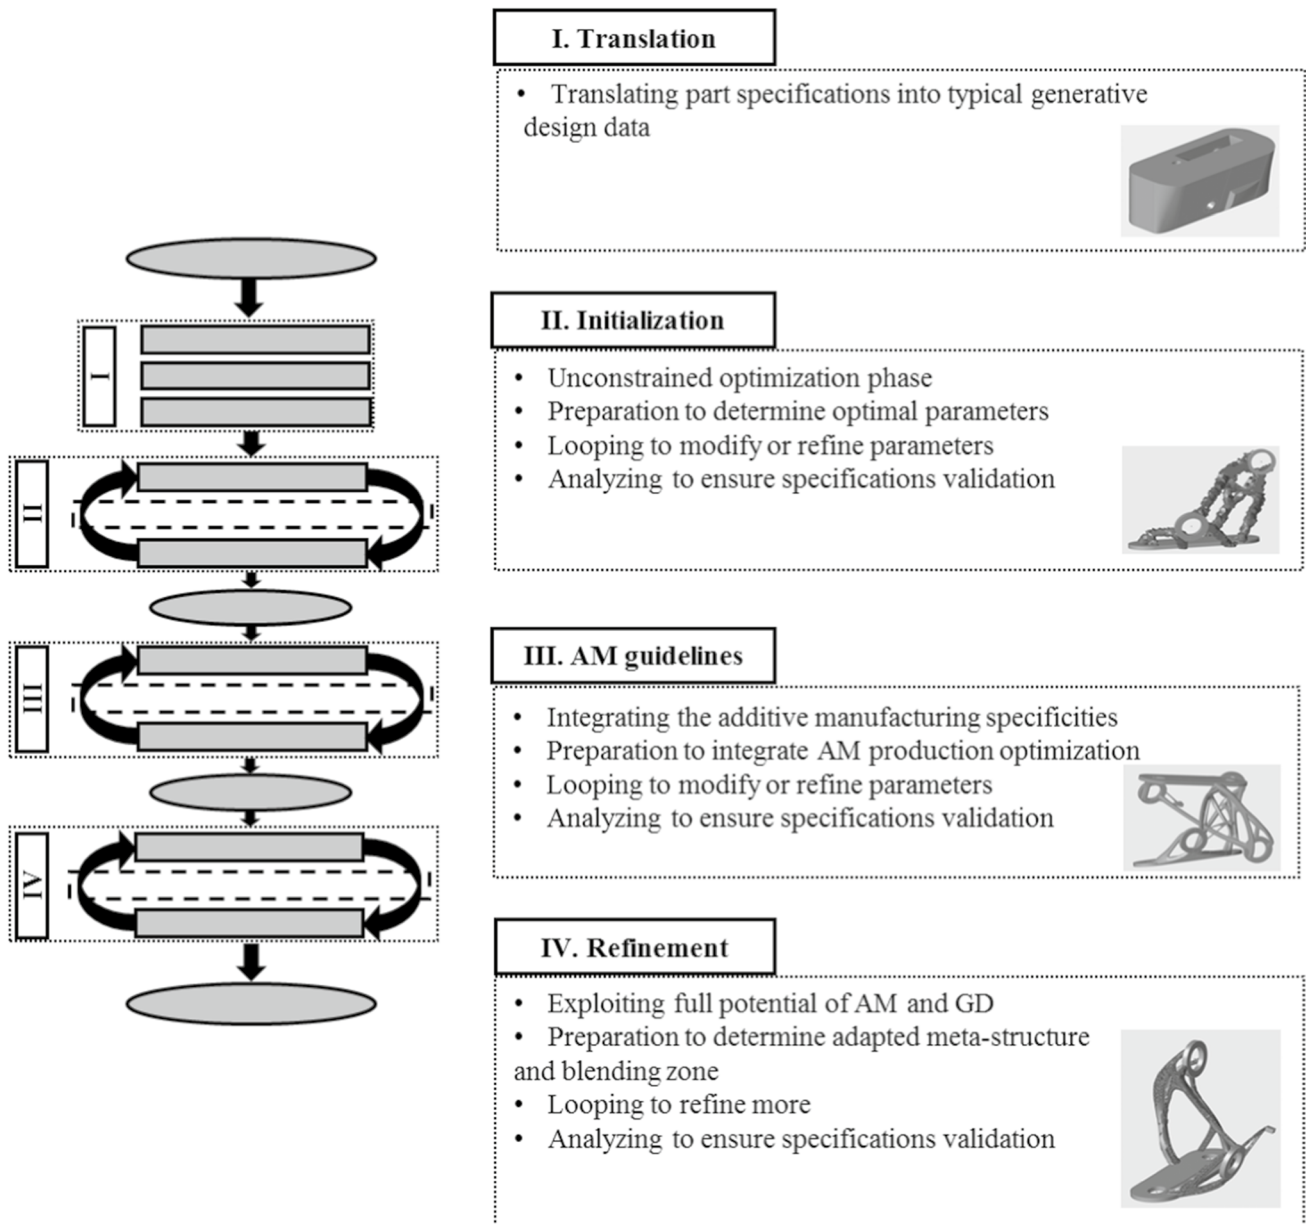 I. Translation
• Translating part specifications into typical generative
design data
I
II. Initialization
• Unconstrained optimization phase
• Preparation to determine optimal parameters
• Looping to modify or refine parameters
• Analyzing to ensure specifications validation
II
III. AM guidelines
• Integrating the additive manufacturing specificities
• Preparation to integrate AM production optimization
• Looping to modify or refine parameters
• Analyzing to ensure specifications validation
III
IV
IV. Refinement
• Exploiting full potential of AM and GD
• Preparation to determine adapted meta-structure
and blending zone
• Looping to refine more
• Analyzing to ensure specifications validation